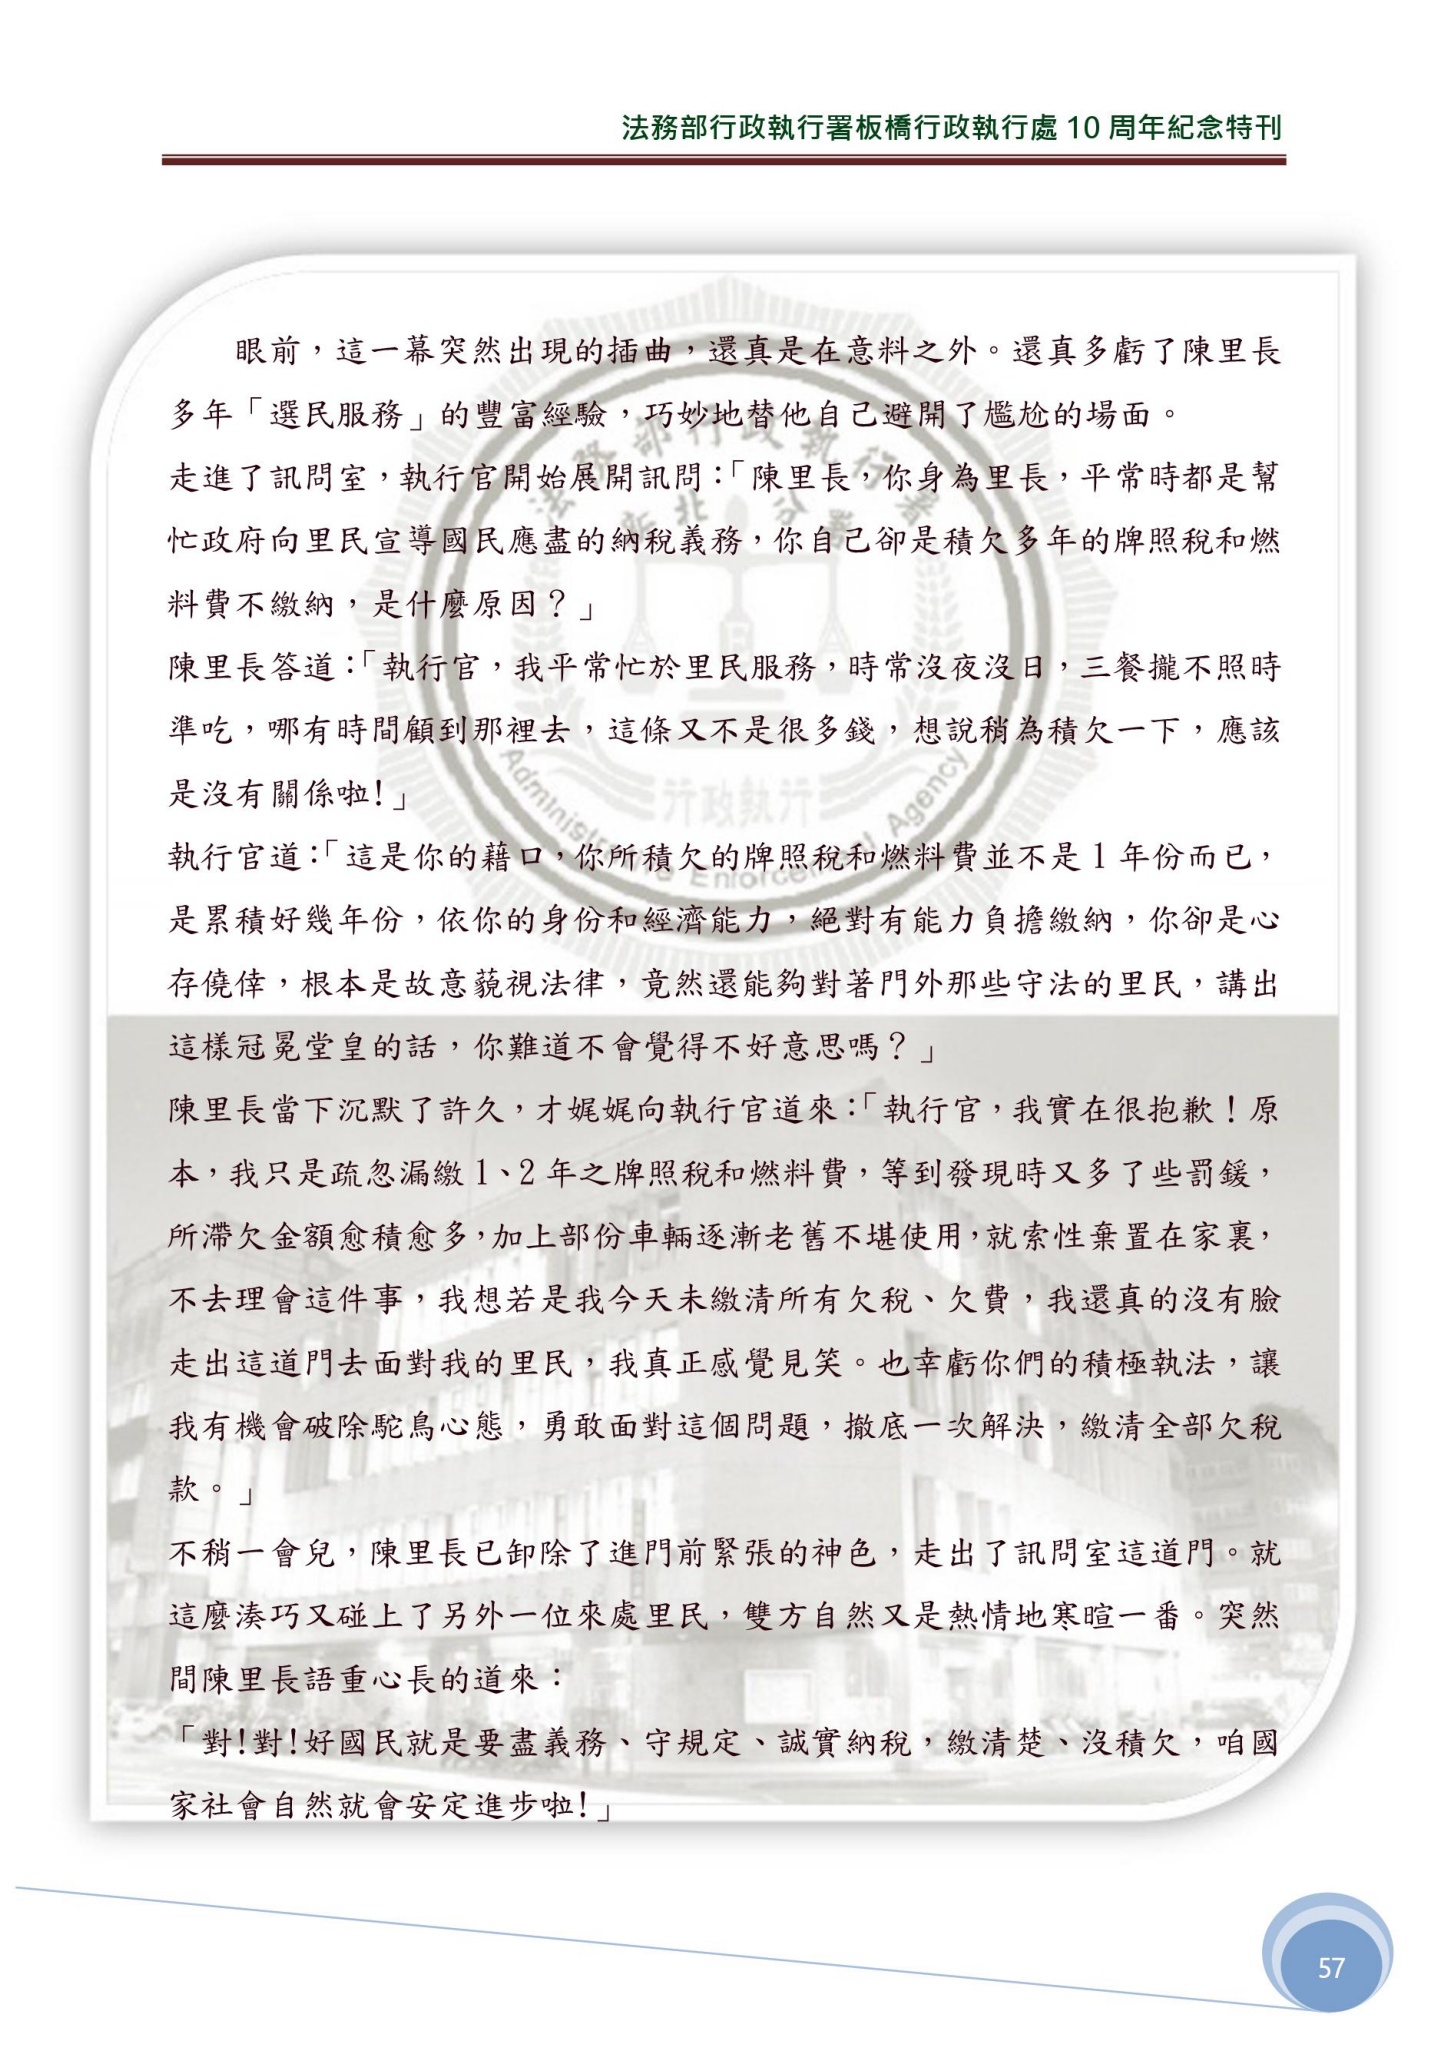 法務部行政執行署板橋行政執行處 10 周年紀念特刊
眼前，這一幕突然出現的插曲，還真是在意料之外。還真多虧了陳里長
多年「選民服務」的豐富經驗，巧妙地替他自己避開了尷尬的場面。
走進了訊問室，執行官開始展開訊問：「陳里長，你身為里長，平常時都是幫
忙政府向里民宣導國民應盡的納稅義務，你自己卻是積欠多年的牌照稅和燃
料費不繳納，是什麼原因？」
陳里長答道：「執行官，我平常忙於里民服務，時常沒夜沒日，三餐攏不照時
準吃，哪有時間顧到那裡去，這條又不是很多錢，想說稍為積欠一下，應該
是沒有關係啦!」
執行官道：「這是你的藉口，你所積欠的牌照稅和燃料費並不是 1 年份而已，
是累積好幾年份，依你的身份和經濟能力，絕對有能力負擔繳納，你卻是心
存僥倖，根本是故意藐視法律，竟然還能夠對著門外那些守法的里民，講出
這樣冠冕堂皇的話，你難道不會覺得不好意思嗎？」
陳里長當下沉默了許久，才娓娓向執行官道來：「執行官，我實在很抱歉！原
本，我只是疏忽漏繳 1、2 年之牌照稅和燃料費，等到發現時又多了些罰鍰，
所滯欠金額愈積愈多，加上部份車輛逐漸老舊不堪使用，就索性棄置在家裏，
不去理會這件事，我想若是我今天未繳清所有欠稅、欠費，我還真的沒有臉
走出這道門去面對我的里民，我真正感覺見笑。也幸虧你們的積極執法，讓
我有機會破除駝鳥心態，勇敢面對這個問題，撤底一次解決，繳清全部欠稅
款。」
不稍一會兒，陳里長已卸除了進門前緊張的神色，走出了訊問室這道門。就
這麼湊巧又碰上了另外一位來處里民，雙方自然又是熱情地寒暄一番。突然
間陳里長語重心長的道來：
「對!對!好國民就是要盡義務、守規定、誠實納稅，繳清楚、沒積欠，咱國
家社會自然就會安定進步啦!」
法務部行政執行署
新北分署
行政執行
Administrative Enforcement Agency
57